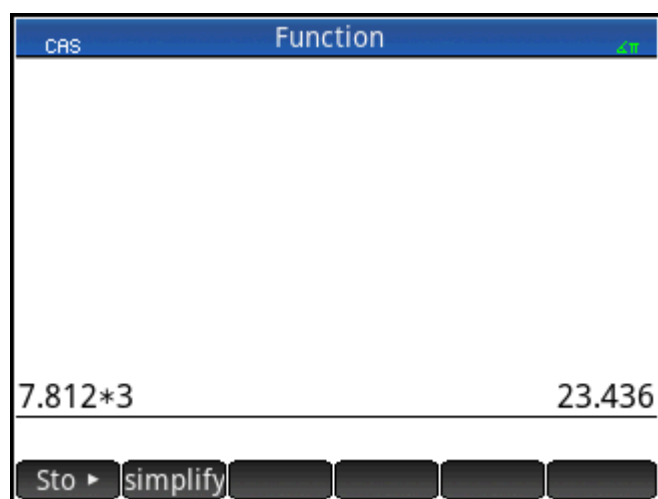 CAS Function ∡π
7.812*3 23.436
Sto ▸ simplify